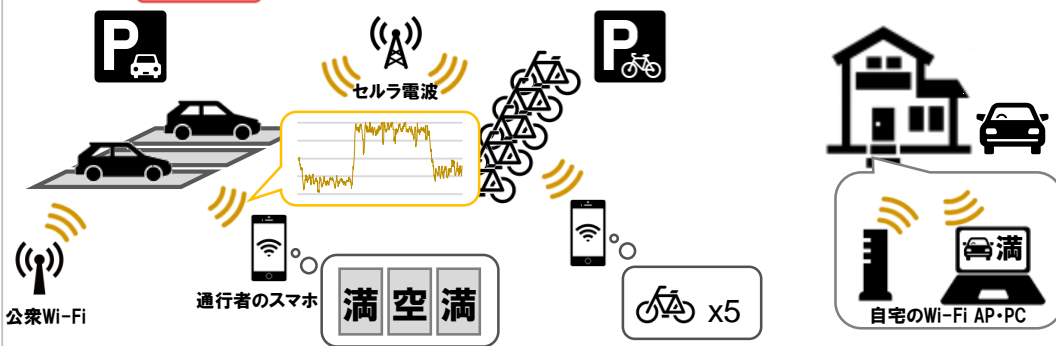 P
P
セルラ電波
満
公衆Wi-Fi
通行者のスマホ
満 空 満
x5
自宅のWi-Fi AP・PC